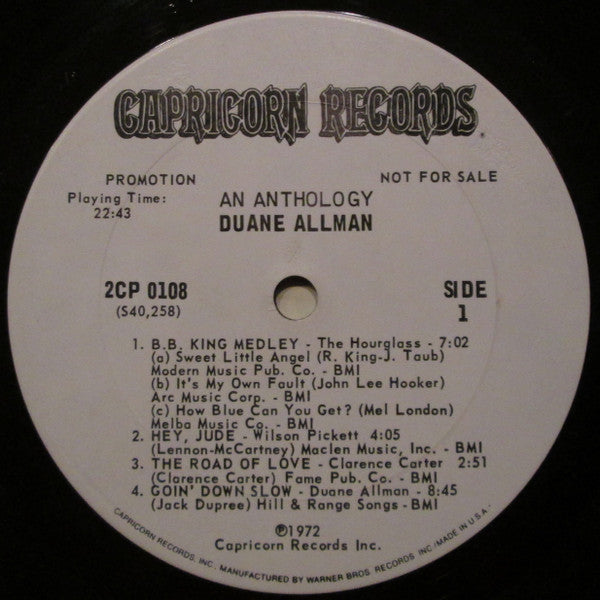 CAPRICORN RECORDS
PROMOTION
NOT FOR SALE
Playing Time:
22:43
AN ANTHOLOGY
DUANE ALLMAN
2CP 0108
(S40,258)
SIDE
1
1. B.B. KING MEDLEY - The Hourglass - 7:02
(a) Sweet Little Angel (R. King-J. Taub)
Modern Music Pub. Co. - BMI
(b) It's My Own Fault (John Lee Hooker)
Arc Music Corp. - BMI
(c) How Blue Can You Get? (Mel London)
Melba Music Co. - BMI
2. HEY, JUDE - Wilson Pickett 4:05
(Lennon-McCartney) Maclen Music, Inc. - BMI
3. THE ROAD OF LOVE - Clarence Carter 2:51
(Clarence Carter) Fame Pub. Co. - BMI
4. GOIN' DOWN SLOW - Duane Allman - 8:45
(Jack Dupree) Hill & Range Songs - BMI
℗1972
Capricorn Records Inc.
CAPRICORN RECORDS, INC., MANUFACTURED BY WARNER BROS. RECORDS INC./MADE IN U.S.A.